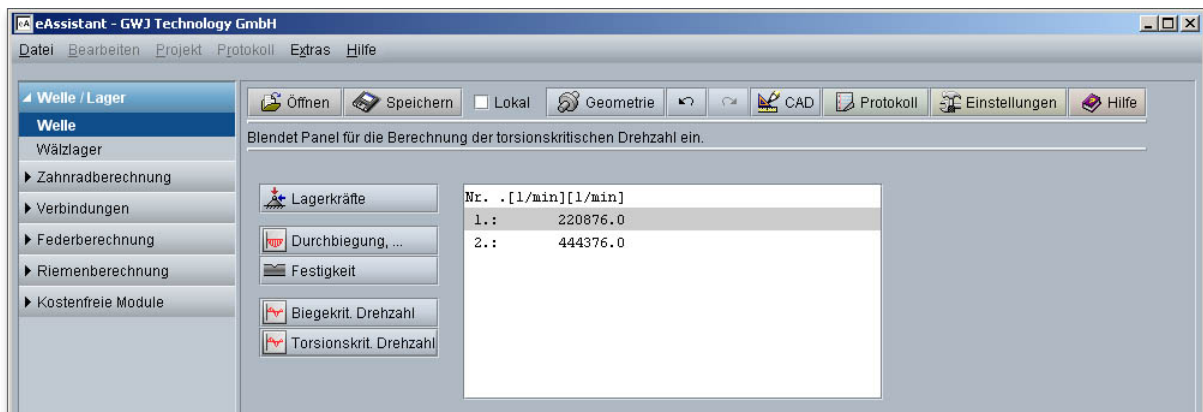 eA eAssistant - GWJ Technology GmbH
Datei Bearbeiten Projekt Protokoll Extras Hilfe
Welle / Lager
Welle
Wälzlager
Zahnradberechnung
Verbindungen
Federberechnung
Riemenberechnung
Kostenfreie Module
Öffnen Speichern Lokal Geometrie CAD Protokoll Einstellungen Hilfe
Blendet Panel für die Berechnung der torsionskritischen Drehzahl ein.
Lagerkräfte
Durchbiegung, ...
Festigkeit
Biegekrit. Drehzahl
Torsionskrit. Drehzahl
Nr. .[1/min][1/min]
1.: 220876.0
2.: 444376.0